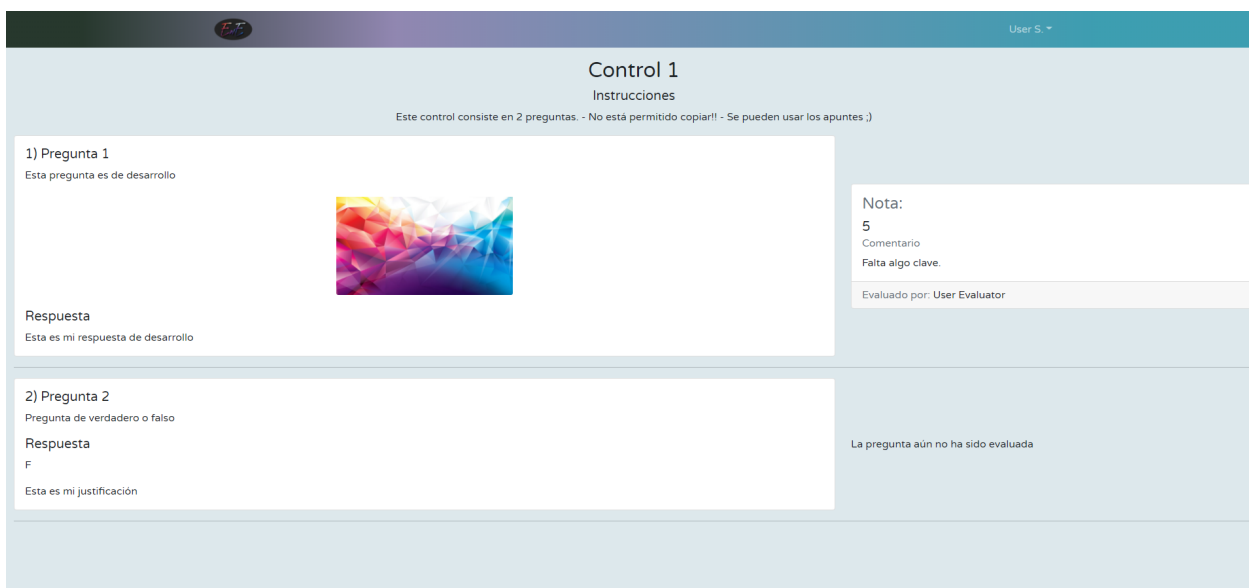 User S.
Control 1
Instrucciones
Este control consiste en 2 preguntas. - No está permitido copiar!! - Se pueden usar los apuntes ;)
1) Pregunta 1
Esta pregunta es de desarrollo
Respuesta
Esta es mi respuesta de desarrollo
Nota:
5
Comentario
Falta algo clave.
Evaluado por: User Evaluator
2) Pregunta 2
Pregunta de verdadero o falso
Respuesta
F
Esta es mi justificación
La pregunta aún no ha sido evaluada